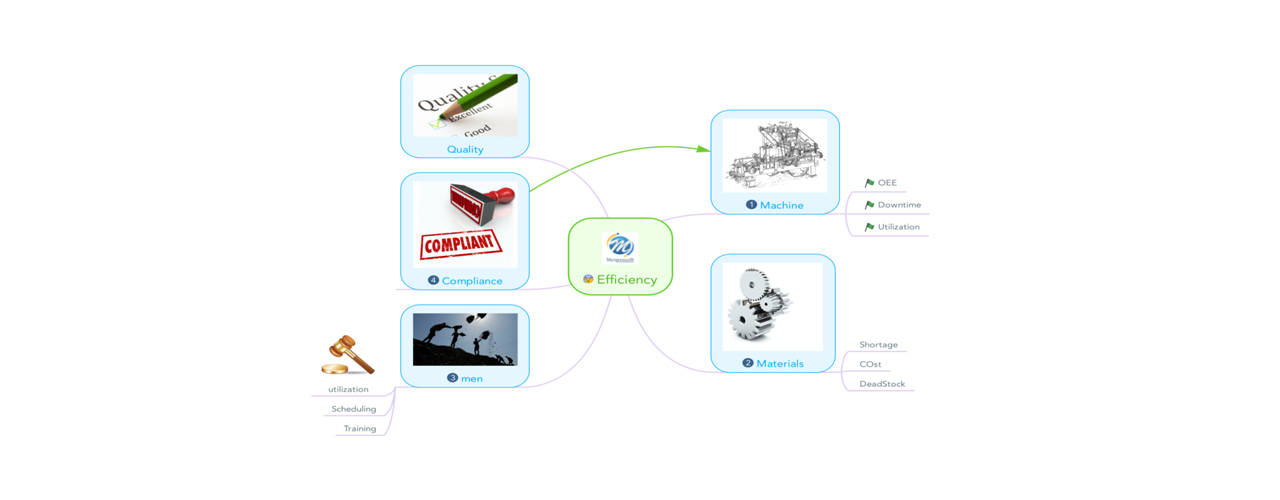 Quality
Excellent
Good
Quality
COMPLIANT
4 Compliance
3 men
utilization
Scheduling
Training
Efficiency
1 Machine
OEE
Downtime
Utilization
2 Materials
Shortage
COst
DeadStock